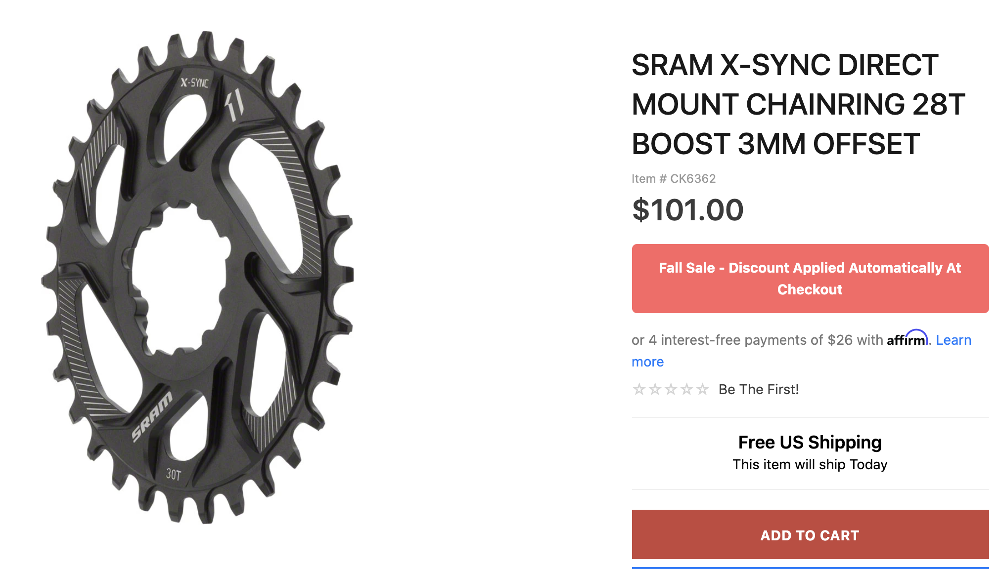 X-SYNC
11
SRAM
30T
SRAM X-SYNC DIRECT
MOUNT CHAINRING 28T
BOOST 3MM OFFSET
Item # CK6362
$101.00
Fall Sale - Discount Applied Automatically At
Checkout
or 4 interest-free payments of $26 with affirm. Learn
more
Be The First!
Free US Shipping
This item will ship Today
ADD TO CART